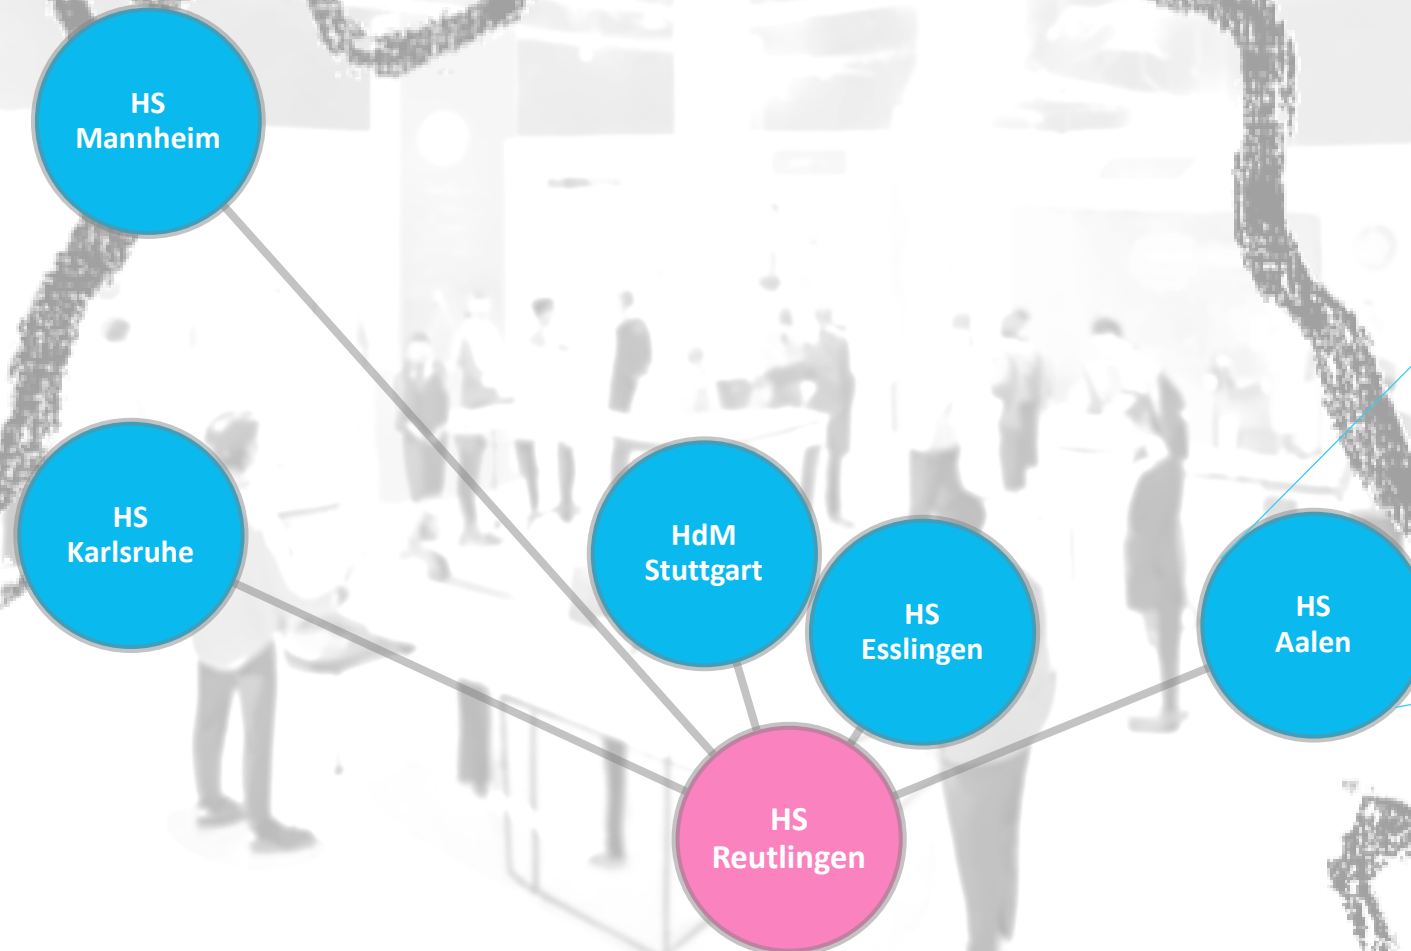 HS
Mannheim
HS
Karlsruhe
HdM
Stuttgart
HS
Esslingen
HS
Aalen
HS
Reutlingen